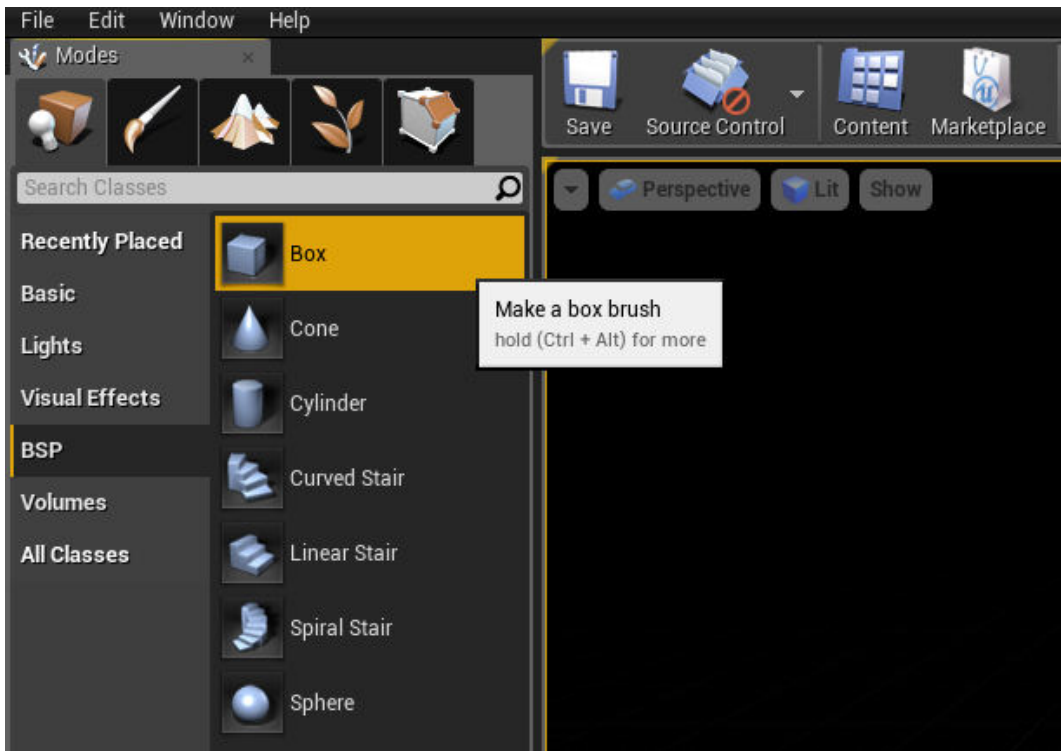 File Edit Window Help
Modes
Save Source Control Content Marketplace
Search Classes
Perspective Lit Show
Recently Placed
Basic
Lights
Visual Effects
BSP
Volumes
All Classes
Box
Cone
Cylinder
Curved Stair
Linear Stair
Spiral Stair
Sphere
Make a box brush
hold (Ctrl + Alt) for more